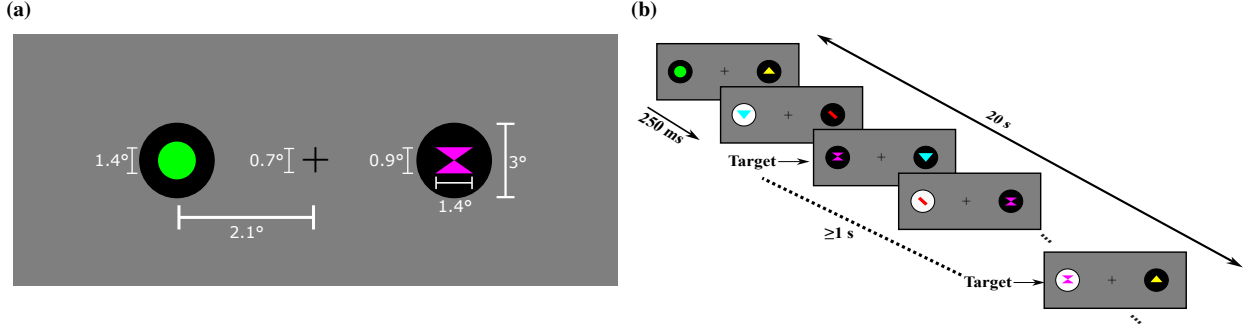 (a)
1.4°
0.7°
0.9°
3°
1.4°
2.1°
(b)
250 ms
20 s
Target
≥1 s
Target